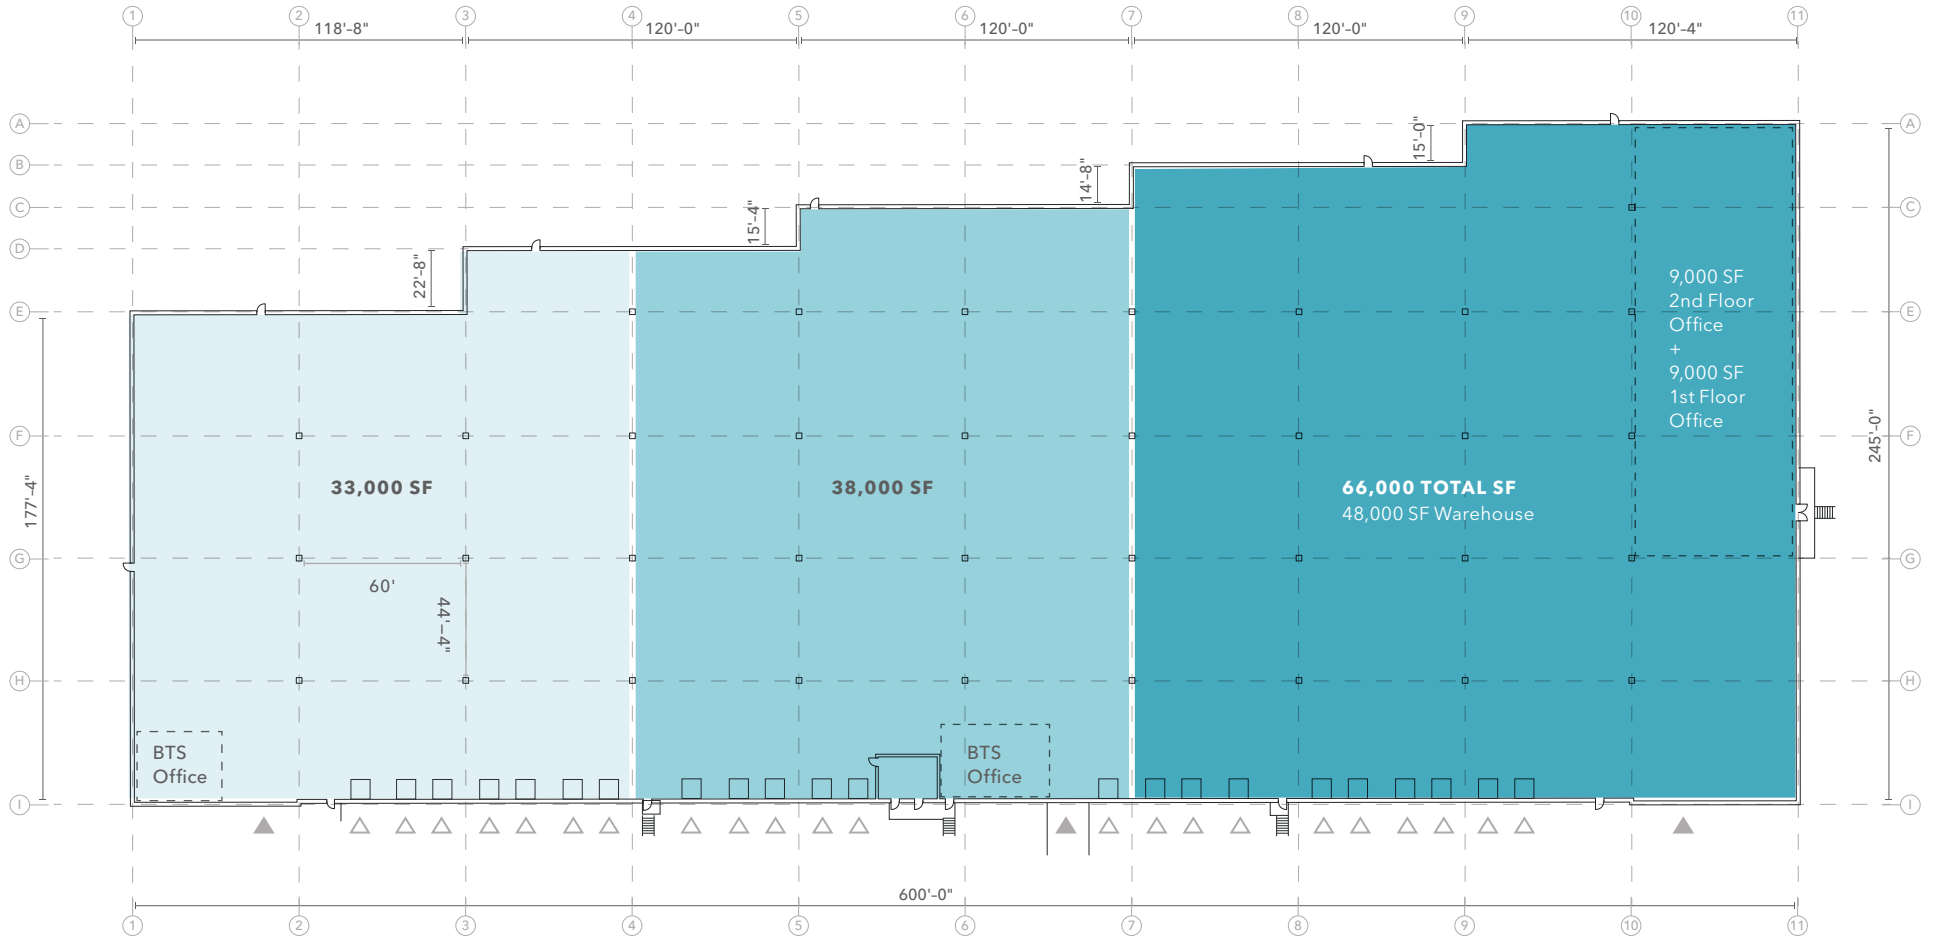 1 2 3 4 5 6 7 8 9 10 11
118'-8" 120'-0" 120'-0" 120'-0" 120'-4"
A A
15'-0"
B
14'-8"
C C
15'-4"
D
22'-8"
E E
9,000 SF
2nd Floor
Office
+
9,000 SF
1st Floor
Office
F F
245'-0"
177'-4"
33,000 SF 38,000 SF 66,000 TOTAL SF
48,000 SF Warehouse
G G
60'
44'-4"
H H
BTS
Office
BTS
Office
I I
600'-0"
1 2 3 4 5 6 7 8 9 10 11